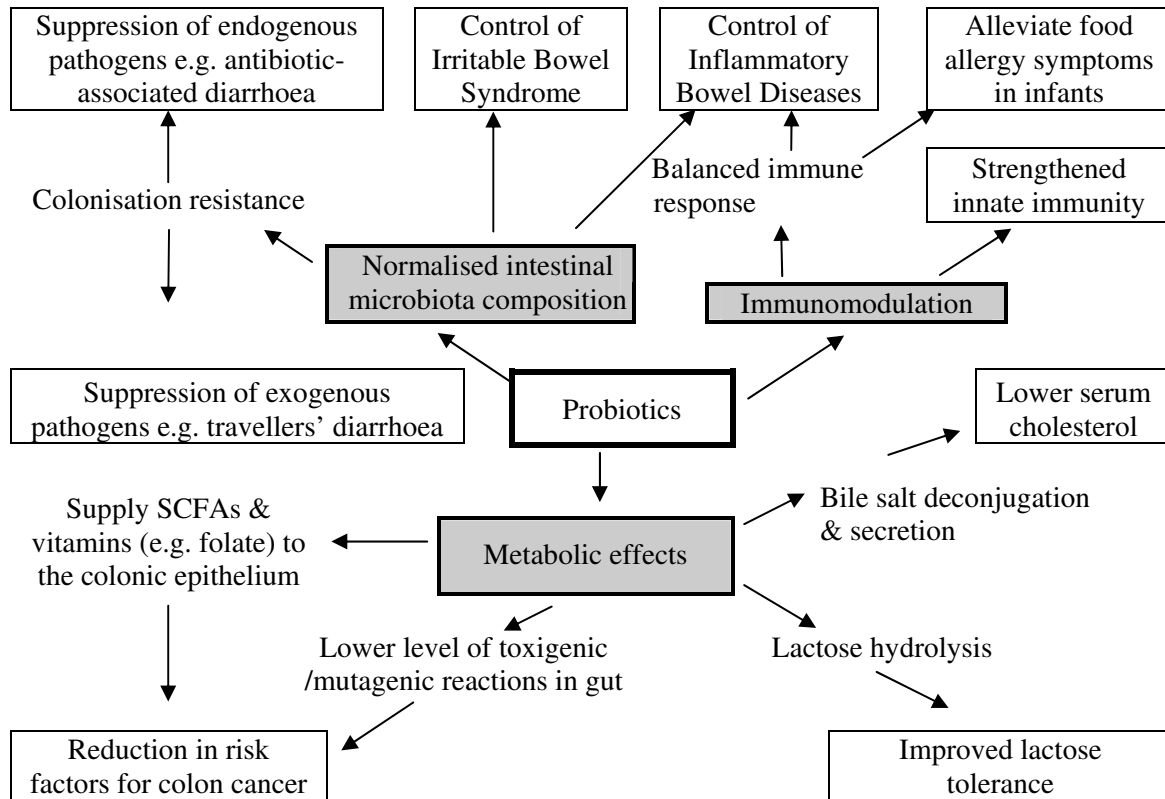 Suppression of endogenous
pathogens e.g. antibiotic-
associated diarrhoea
Control of
Irritable Bowel
Syndrome
Control of
Inflammatory
Bowel Diseases
Alleviate food
allergy symptoms
in infants
Colonisation resistance
Balanced immune
response
Strengthened
innate immunity
Normalised intestinal
microbiota composition
Immunomodulation
Suppression of exogenous
pathogens e.g. travellers’ diarrhoea
Probiotics
Lower serum
cholesterol
Supply SCFAs &
vitamins (e.g. folate) to
the colonic epithelium
Metabolic effects
Bile salt deconjugation
& secretion
Lower level of toxigenic
/mutagenic reactions in gut
Lactose hydrolysis
Reduction in risk
factors for colon cancer
Improved lactose
tolerance